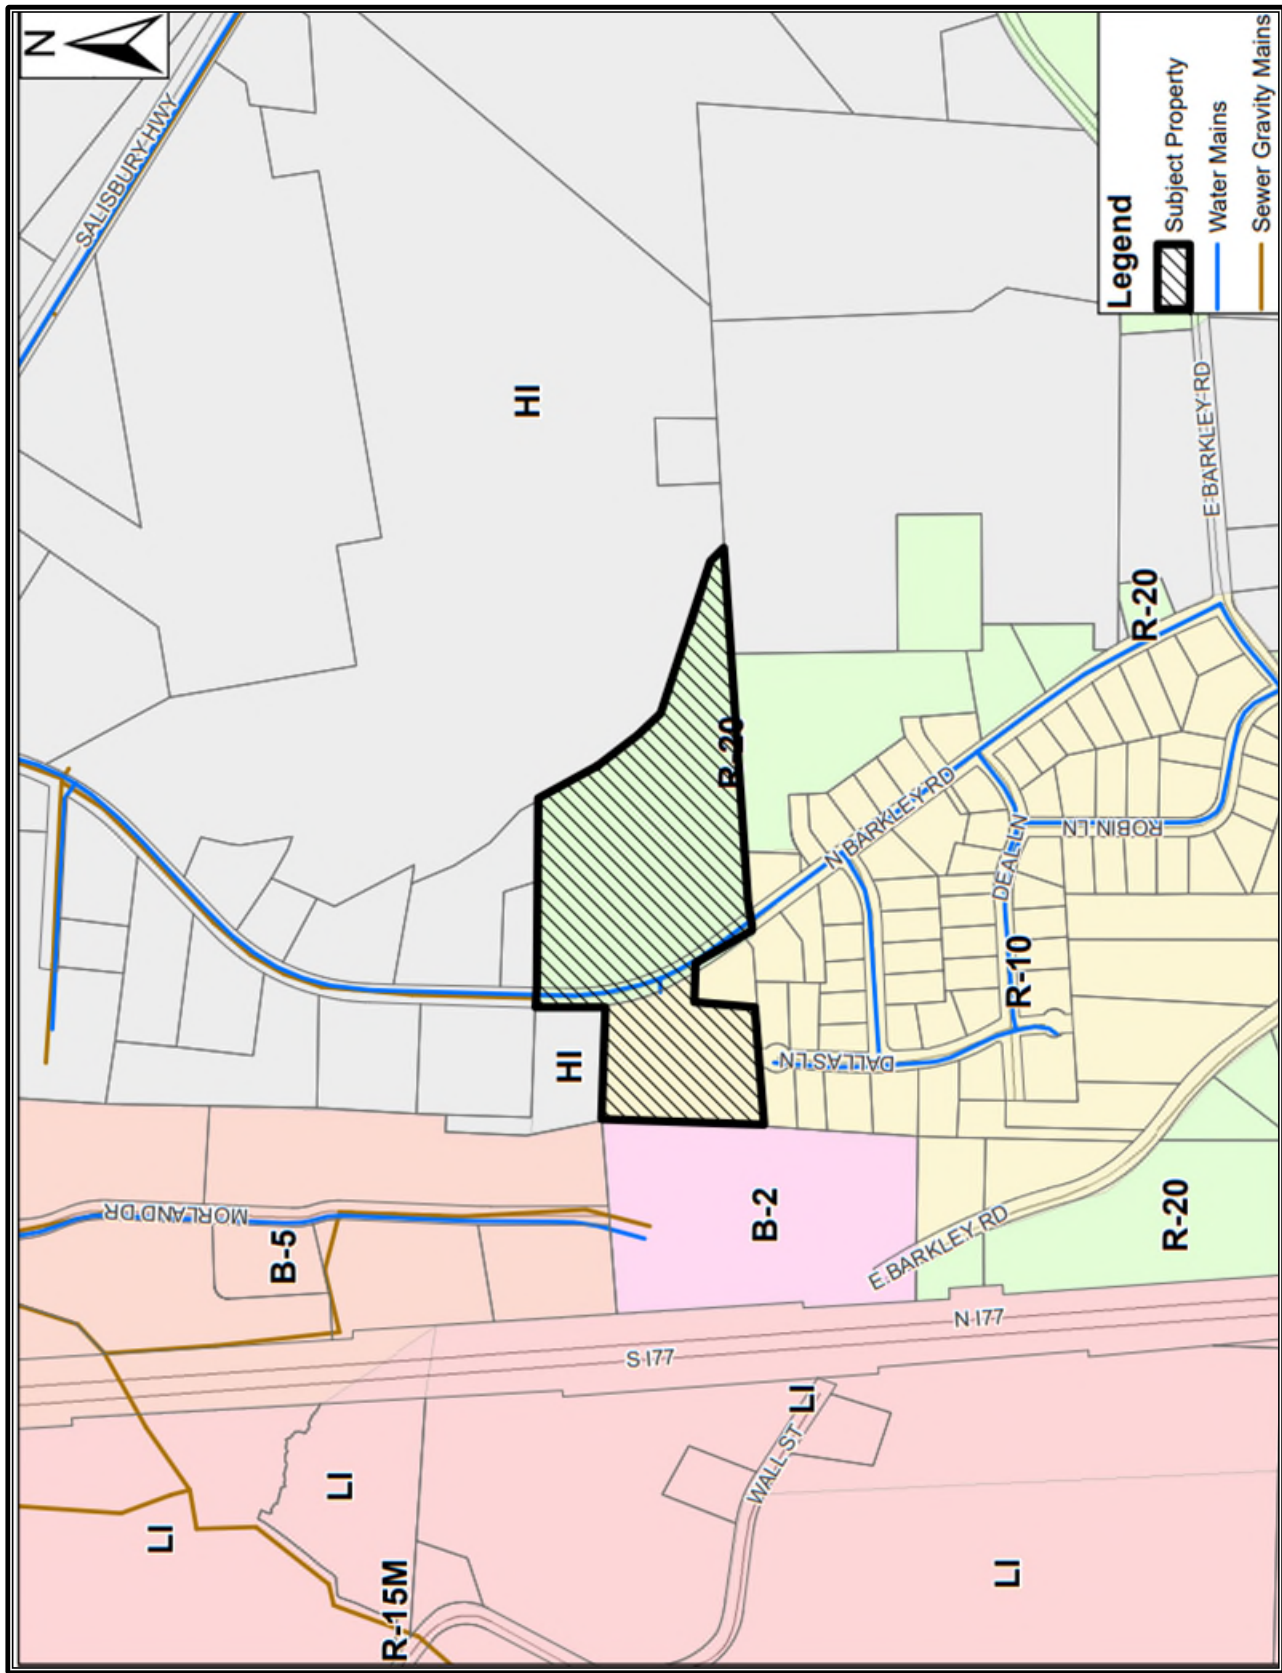 N
SALISBURY HWY
HI
HI
MORLAND DR
B-5
R-20
B-2
N BARKLEY RD
DEAL LN
ROBIN LN
R-10
DALLAS LN
R-20
E BARKLEY RD
E BARKLEY RD
R-20
N I77
S I77
LI
WALL ST
LI
LI
R-15M
LI
Legend
Subject Property
Water Mains
Sewer Gravity Mains